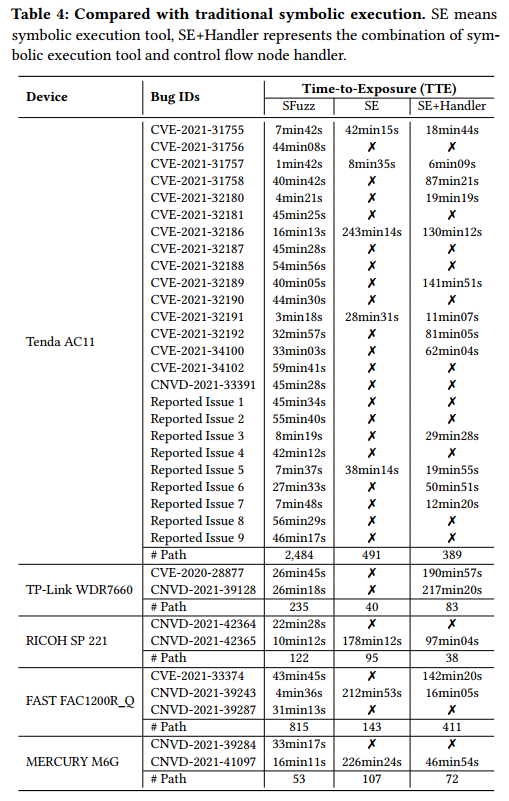 Table 4: Compared with traditional symbolic execution. SE means
symbolic execution tool, SE+Handler represents the combination of sym-
bolic execution tool and control flow node handler.
Device Bug IDs Time-to-Exposure (TTE)
SFuzz SE SE+Handler
CVE-2021-31755 7min42s 42min15s 18min44s
CVE-2021-31756 44min08s ✗ ✗
CVE-2021-31757 1min42s 8min35s 6min09s
CVE-2021-31758 40min42s ✗ 87min21s
CVE-2021-32180 4min21s ✗ 19min19s
CVE-2021-32181 45min25s ✗ ✗
CVE-2021-32186 16min13s 243min14s 130min12s
CVE-2021-32187 45min28s ✗ ✗
CVE-2021-32188 54min56s ✗ ✗
CVE-2021-32189 40min05s ✗ 141min51s
CVE-2021-32190 44min30s ✗ ✗
CVE-2021-32191 3min18s 28min31s 11min07s
Tenda AC11 CVE-2021-32192 32min57s ✗ 81min05s
CVE-2021-34100 33min03s ✗ 62min04s
CVE-2021-34102 59min41s ✗ ✗
CNVD-2021-33391 45min28s ✗ ✗
Reported Issue 1 45min34s ✗ ✗
Reported Issue 2 55min40s ✗ ✗
Reported Issue 3 8min19s ✗ 29min28s
Reported Issue 4 42min12s ✗ ✗
Reported Issue 5 7min37s 38min14s 19min55s
Reported Issue 6 27min33s ✗ 50min51s
Reported Issue 7 7min48s ✗ 12min20s
Reported Issue 8 56min29s ✗ ✗
Reported Issue 9 46min17s ✗ ✗
# Path 2,484 491 389
CVE-2020-28877 26min45s ✗ 190min57s
TP-Link WDR7660 CNVD-2021-39128 26min18s ✗ 217min20s
# Path 235 40 83
CNVD-2021-42364 22min28s ✗ ✗
RICOH SP 221 CNVD-2021-42365 10min12s 178min12s 97min04s
# Path 122 95 38
CVE-2021-33374 43min45s ✗ 142min20s
FAST FAC1200R_Q CNVD-2021-39243 4min36s 212min53s 16min05s
CNVD-2021-39287 31min13s ✗ ✗
# Path 815 143 411
CNVD-2021-39284 33min17s ✗ ✗
MERCURY M6G CNVD-2021-41097 16min11s 226min24s 46min54s
# Path 53 107 72